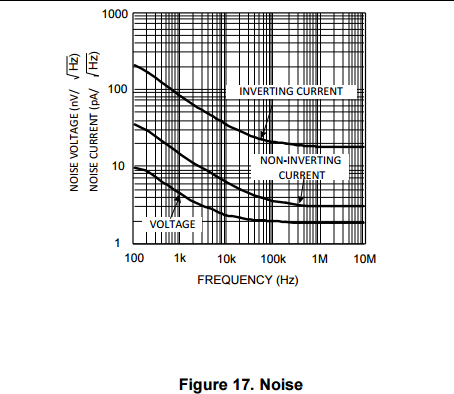 1000
100
10
1
NOISE VOLTAGE (nV/ √Hz)
NOISE CURRENT (pA/ √Hz)
INVERTING CURRENT
NON-INVERTING
CURRENT
VOLTAGE
100 1k 10k 100k 1M 10M
FREQUENCY (Hz)
Figure 17. Noise